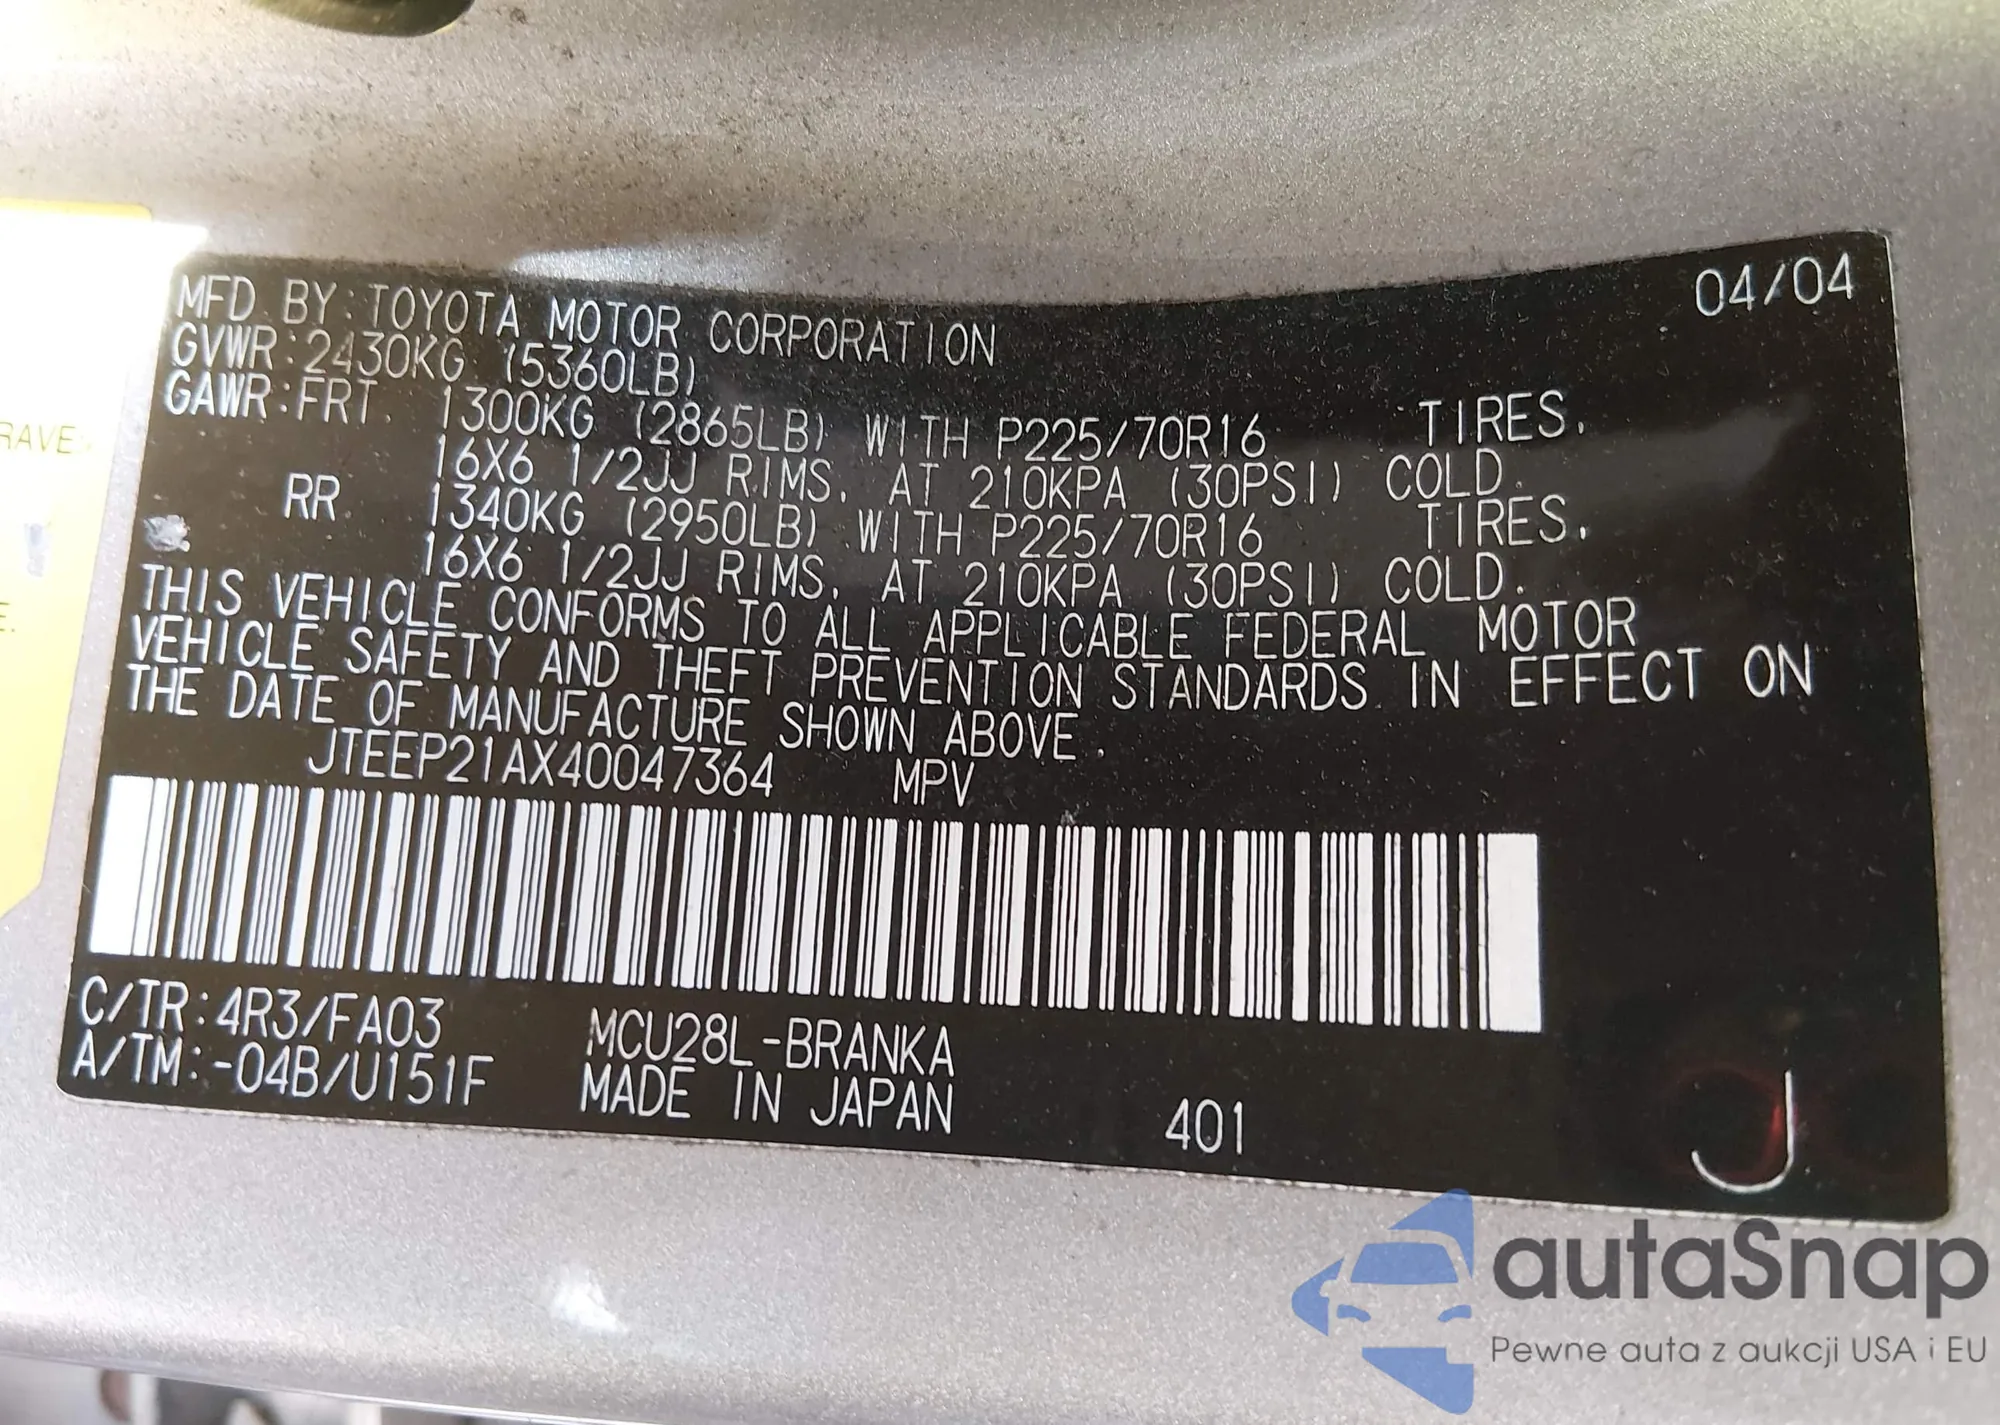 04/04
MFD BY:TOYOTA MOTOR CORPORATION
GVWR:2430KG (5360LB)
GAWR:FRT. 1300KG (2865LB) WITH P225/70R16 TIRES.
16X6 1/2JJ RIMS. AT 210KPA (30PSI) COLD.
RR 1340KG (2950LB) WITH P225/70R16 TIRES.
16X6 1/2JJ RIMS. AT 210KPA (30PSI) COLD.
THIS VEHICLE CONFORMS TO ALL APPLICABLE FEDERAL MOTOR
VEHICLE SAFETY AND THEFT PREVENTION STANDARDS IN EFFECT ON
THE DATE OF MANUFACTURE SHOWN ABOVE.
JTEEP21AX40047364 MPV
C/TR:4R3/FA03 MCU28L-BRANKA
A/TM:-04B/U151F MADE IN JAPAN 401
J
autaSnap
Pewne auta z aukcji USA i EU